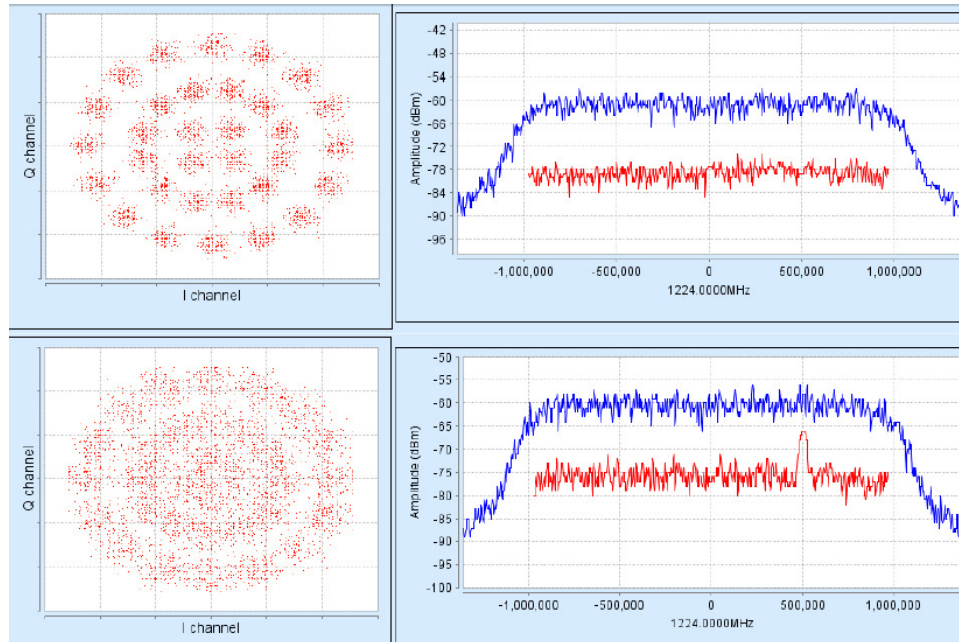 Q channel
I channel
Amplitude (dBm)
-42
-48
-54
-60
-66
-72
-78
-84
-90
-96
-1,000,000 -500,000 0 500,000 1,000,000
1224.0000MHz
Q channel
I channel
Amplitude (dBm)
-50
-55
-60
-65
-70
-75
-80
-85
-90
-95
-100
-1,000,000 -500,000 0 500,000 1,000,000
1224.0000MHz